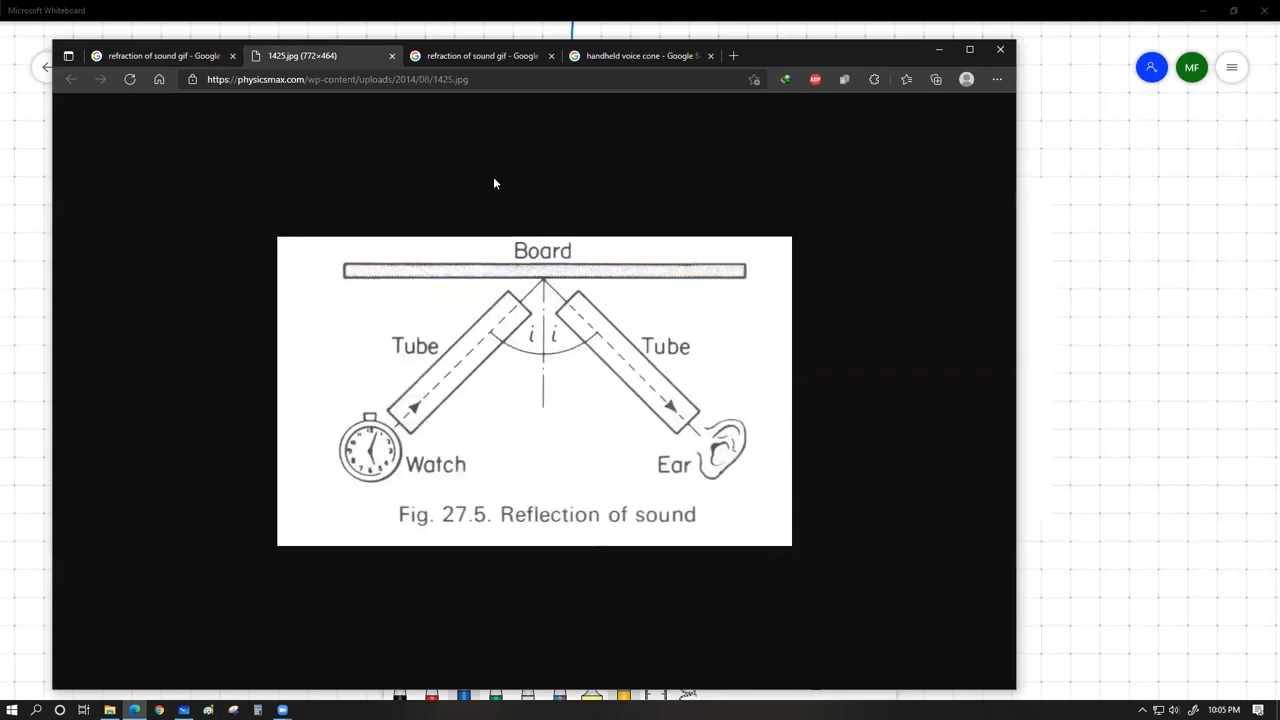 Microsoft Whiteboard
refraction of sound gif - Google
1425.jpg (772×464)
refraction of sound gif - Google
handheld voice cone - Google S
https://physicsmax.com/wp-content/uploads/2014/08/1425.jpg
ABP
MF
Board
i i
Tube Tube
Watch Ear
Fig. 27.5. Reflection of sound
10:05 PM